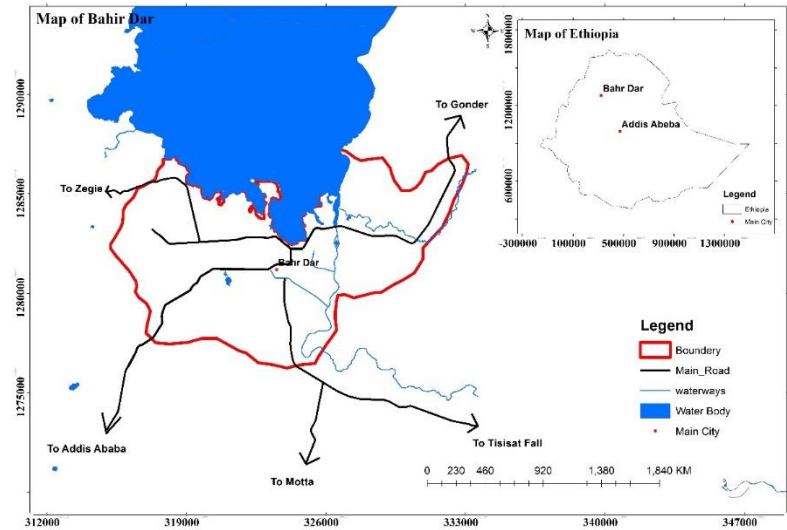 Map of Bahir Dar
N
W
E
S
Map of Ethiopia
Bahr Dar
Addis Abeba
Legend
Ethiopia
Main City
1800000
1200000
600000
-300000 100000 500000 900000 1300000
To Gonder
To Zegie
Bahr Dar
To Addis Ababa
To Motta
To Tisisat Fall
Legend
Boundery
Main_Road
waterways
Water Body
Main City
0 230 460 920 1,380 1,840 KM
1290000
1285000
1280000
1275000
312000 319000 326000 333000 340000 347000